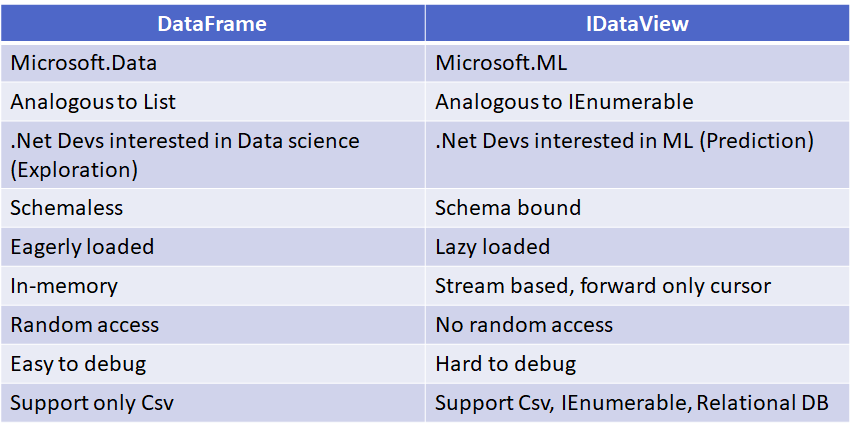 DataFrame IDataView
Microsoft.Data Microsoft.ML
Analogous to List Analogous to IEnumerable
.Net Devs interested in Data science .Net Devs interested in ML (Prediction)
(Exploration)
Schemaless Schema bound
Eagerly loaded Lazy loaded
In-memory Stream based, forward only cursor
Random access No random access
Easy to debug Hard to debug
Support only Csv Support Csv, IEnumerable, Relational DB